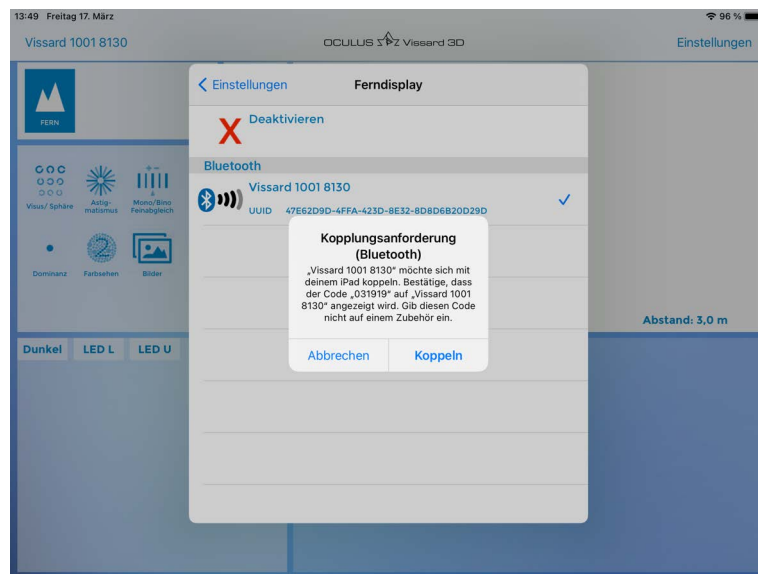 13:49 Freitag 17. März
96 %
Vissard 1001 8130
OCULUS Vissard 3D
Einstellungen
Einstellungen
Ferndisplay
FERN
X Deaktivieren
Bluetooth
Vissard 1001 8130
UUID 47E62D9D-4FFA-423D-8E32-8D8D6B20D29D
Visus/ Sphäre
Astig-
matismus
Mono/Bino
Feinabgleich
Dominanz
Farbsehen
Bilder
Kopplungsanforderung
(Bluetooth)
„Vissard 1001 8130“ möchte sich mit
deinem iPad koppeln. Bestätige, dass
der Code „031919“ auf „Vissard 1001
8130“ angezeigt wird. Gib diesen Code
nicht auf einem Zubehör ein.
Abbrechen
Koppeln
Abstand: 3,0 m
Dunkel
LED L
LED U